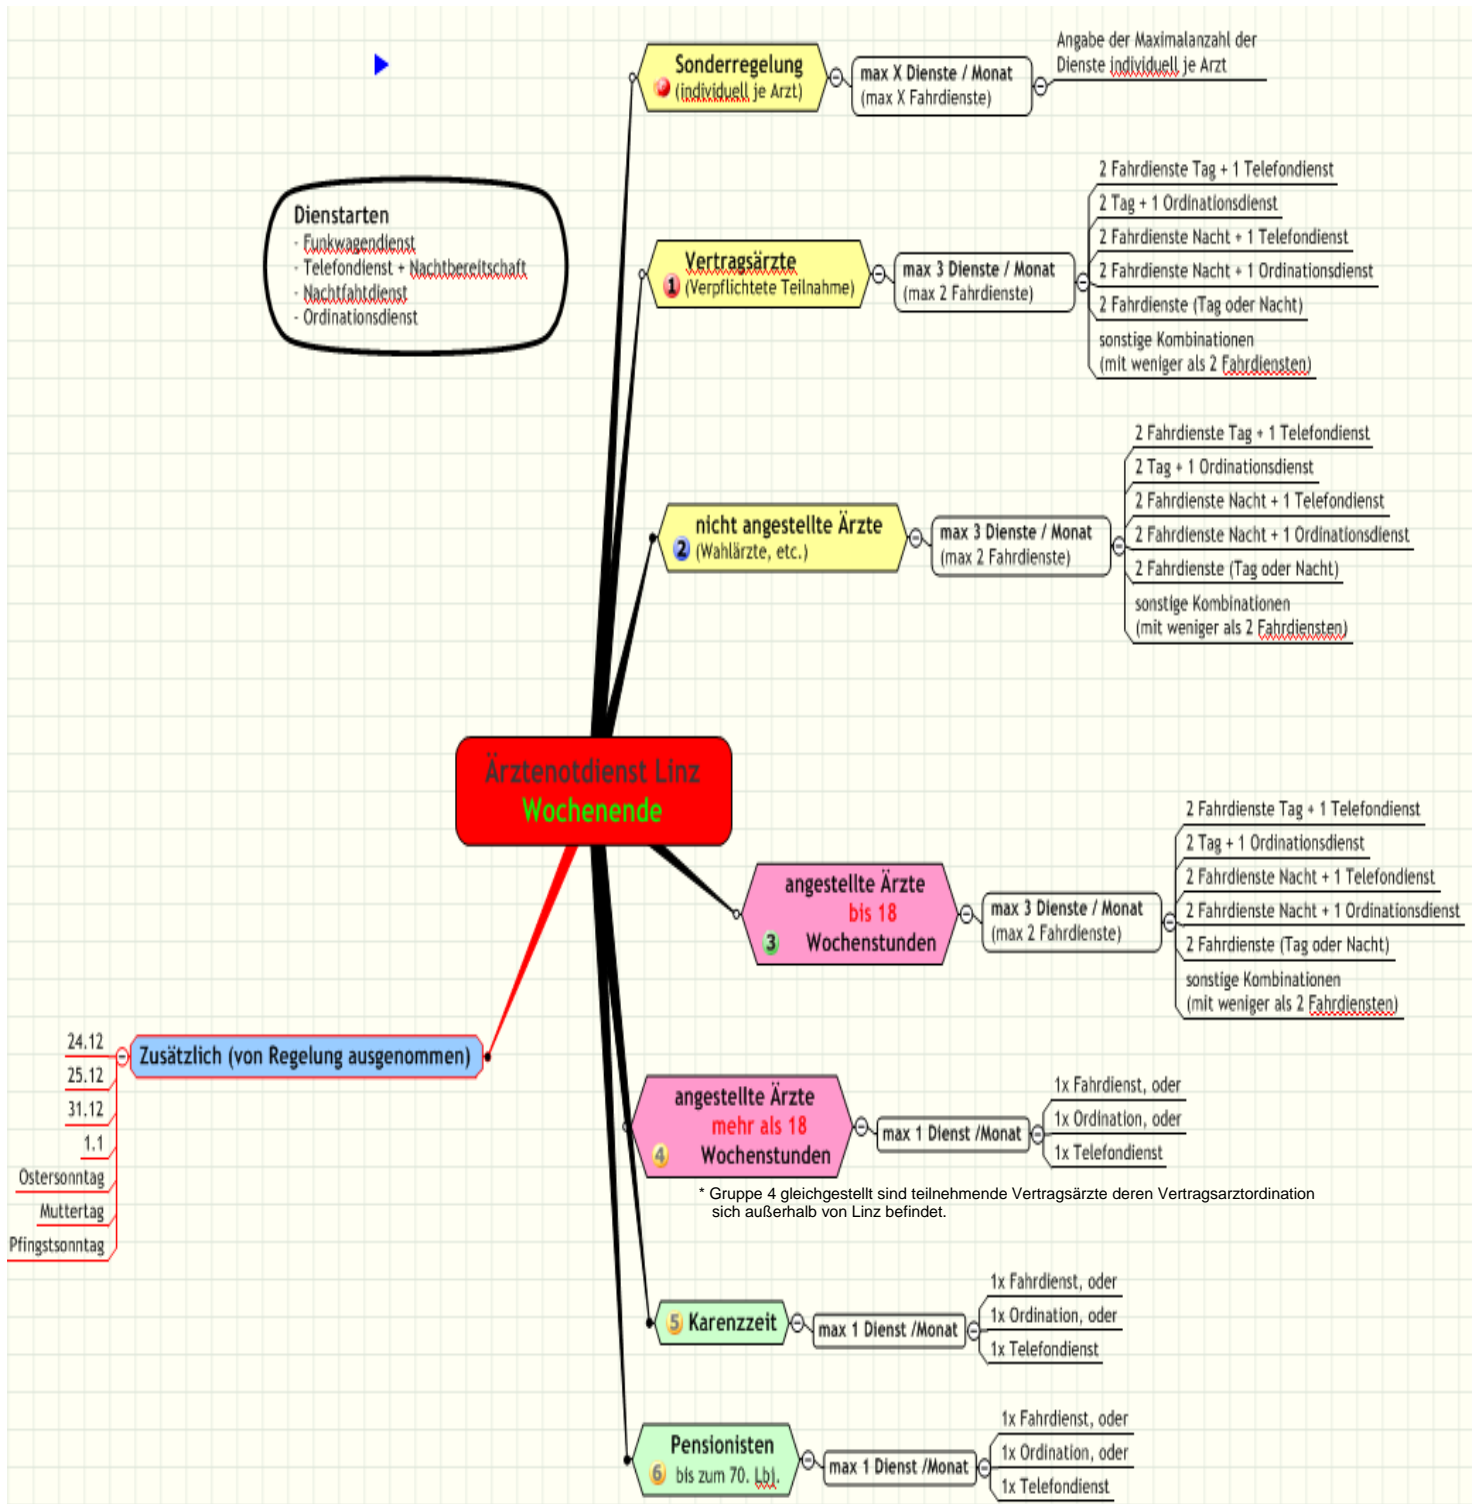 Sonderregelung
(individuell je Arzt)
max X Dienste / Monat
(max X Fahrdienste)
Angabe der Maximalanzahl der
Dienste individuell je Arzt
Dienstarten
- Funkwagendienst
- Telefondienst + Nachtbereitschaft
- Nachtfahtdienst
- Ordinationsdienst
1
Vertragsärzte
(Verpflichtete Teilnahme)
max 3 Dienste / Monat
(max 2 Fahrdienste)
2 Fahrdienste Tag + 1 Telefondienst
2 Tag + 1 Ordinationsdienst
2 Fahrdienste Nacht + 1 Telefondienst
2 Fahrdienste Nacht + 1 Ordinationsdienst
2 Fahrdienste (Tag oder Nacht)
sonstige Kombinationen
(mit weniger als 2 Fahrdiensten)
2
nicht angestellte Ärzte
(Wahlärzte, etc.)
max 3 Dienste / Monat
(max 2 Fahrdienste)
2 Fahrdienste Tag + 1 Telefondienst
2 Tag + 1 Ordinationsdienst
2 Fahrdienste Nacht + 1 Telefondienst
2 Fahrdienste Nacht + 1 Ordinationsdienst
2 Fahrdienste (Tag oder Nacht)
sonstige Kombinationen
(mit weniger als 2 Fahrdiensten)
Ärztenotdienst Linz
Wochenende
angestellte Ärzte
bis 18
3 Wochenstunden
max 3 Dienste / Monat
(max 2 Fahrdienste)
2 Fahrdienste Tag + 1 Telefondienst
2 Tag + 1 Ordinationsdienst
2 Fahrdienste Nacht + 1 Telefondienst
2 Fahrdienste Nacht + 1 Ordinationsdienst
2 Fahrdienste (Tag oder Nacht)
sonstige Kombinationen
(mit weniger als 2 Fahrdiensten)
Zusätzlich (von Regelung ausgenommen)
24.12
25.12
31.12
1.1
Ostersonntag
Muttertag
Pfingstsonntag
angestellte Ärzte
mehr als 18
4 Wochenstunden
max 1 Dienst /Monat
1x Fahrdienst, oder
1x Ordination, oder
1x Telefondienst
* Gruppe 4 gleichgestellt sind teilnehmende Vertragsärzte deren Vertragsarztordination
sich außerhalb von Linz befindet.
5 Karenzzeit
max 1 Dienst /Monat
1x Fahrdienst, oder
1x Ordination, oder
1x Telefondienst
Pensionisten
6 bis zum 70. Lbj.
max 1 Dienst /Monat
1x Fahrdienst, oder
1x Ordination, oder
1x Telefondienst